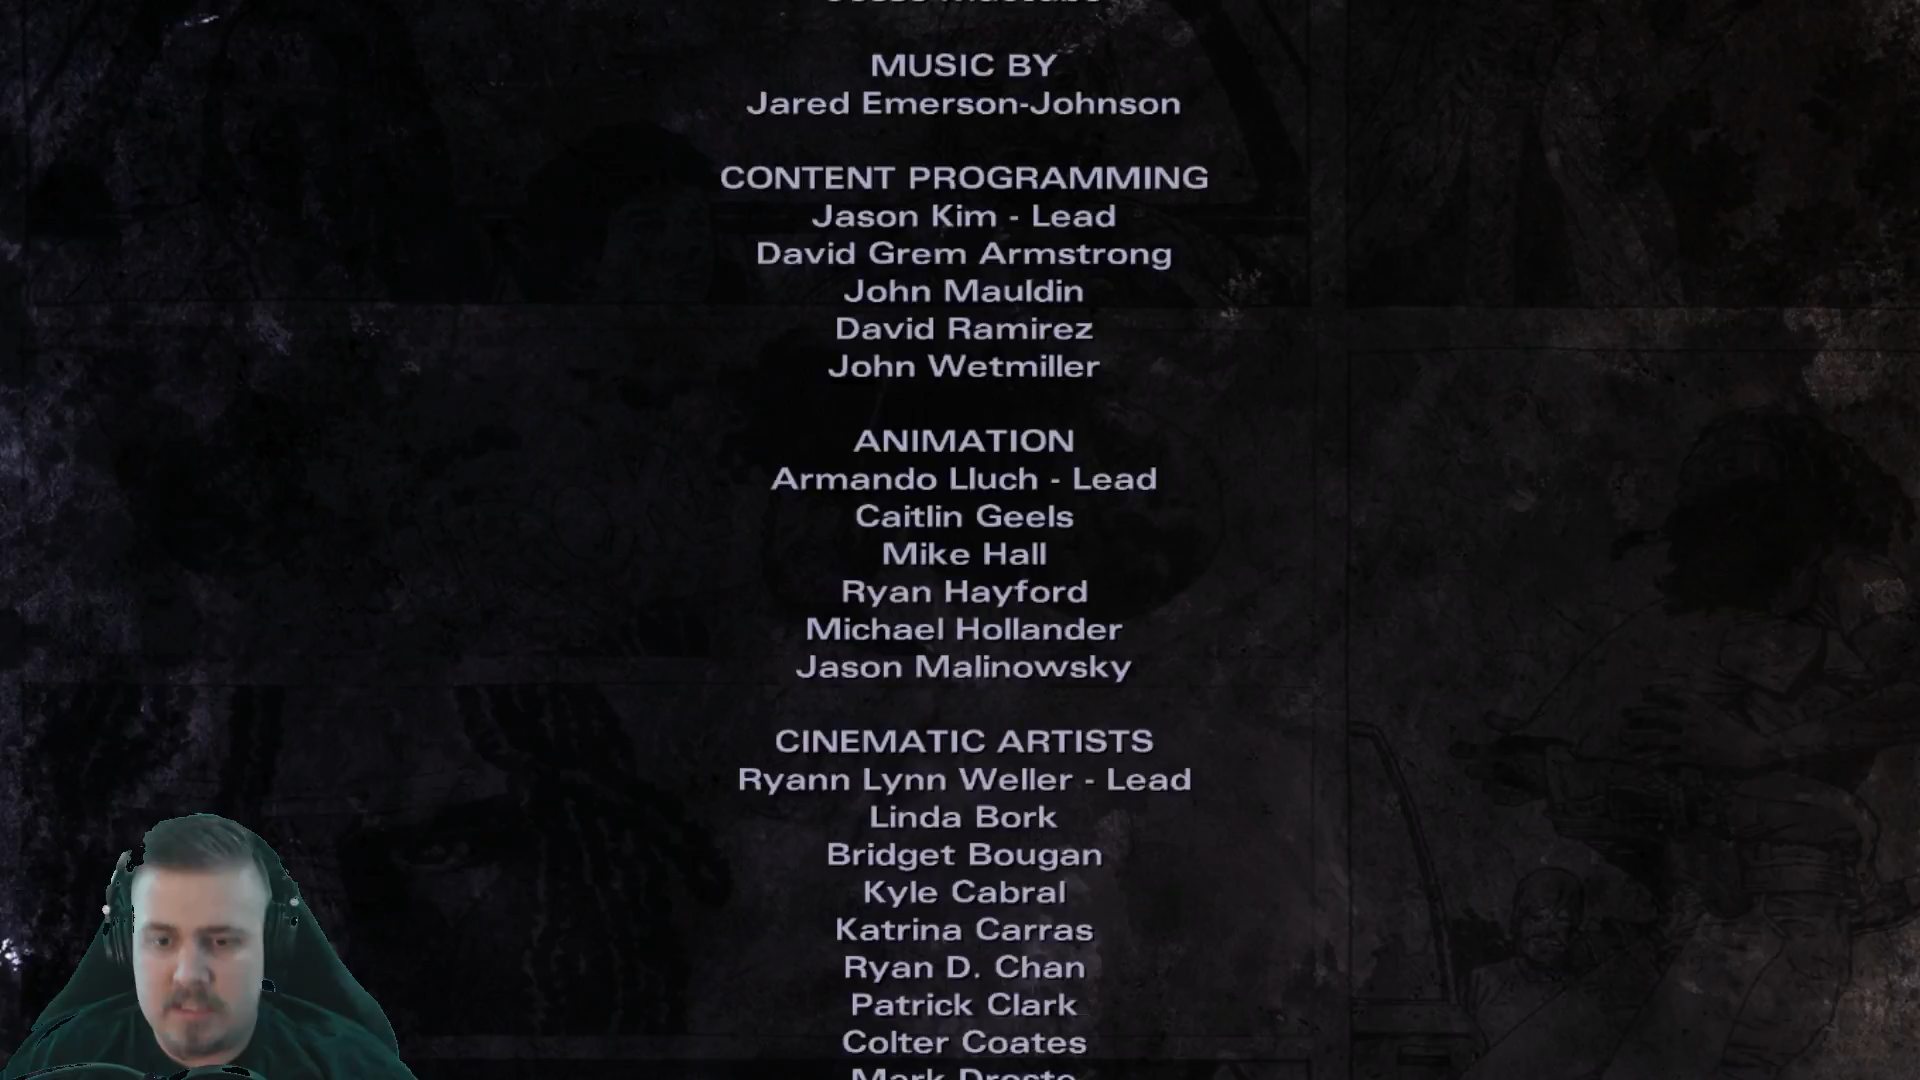 MUSIC BY
Jared Emerson-Johnson
CONTENT PROGRAMMING
Jason Kim - Lead
David Grem Armstrong
John Mauldin
David Ramirez
John Wetmiller
ANIMATION
Armando Lluch - Lead
Caitlin Geels
Mike Hall
Ryan Hayford
Michael Hollander
Jason Malinowsky
CINEMATIC ARTISTS
Ryann Lynn Weller - Lead
Linda Bork
Bridget Bougan
Kyle Cabral
Katrina Carras
Ryan D. Chan
Patrick Clark
Colter Coates